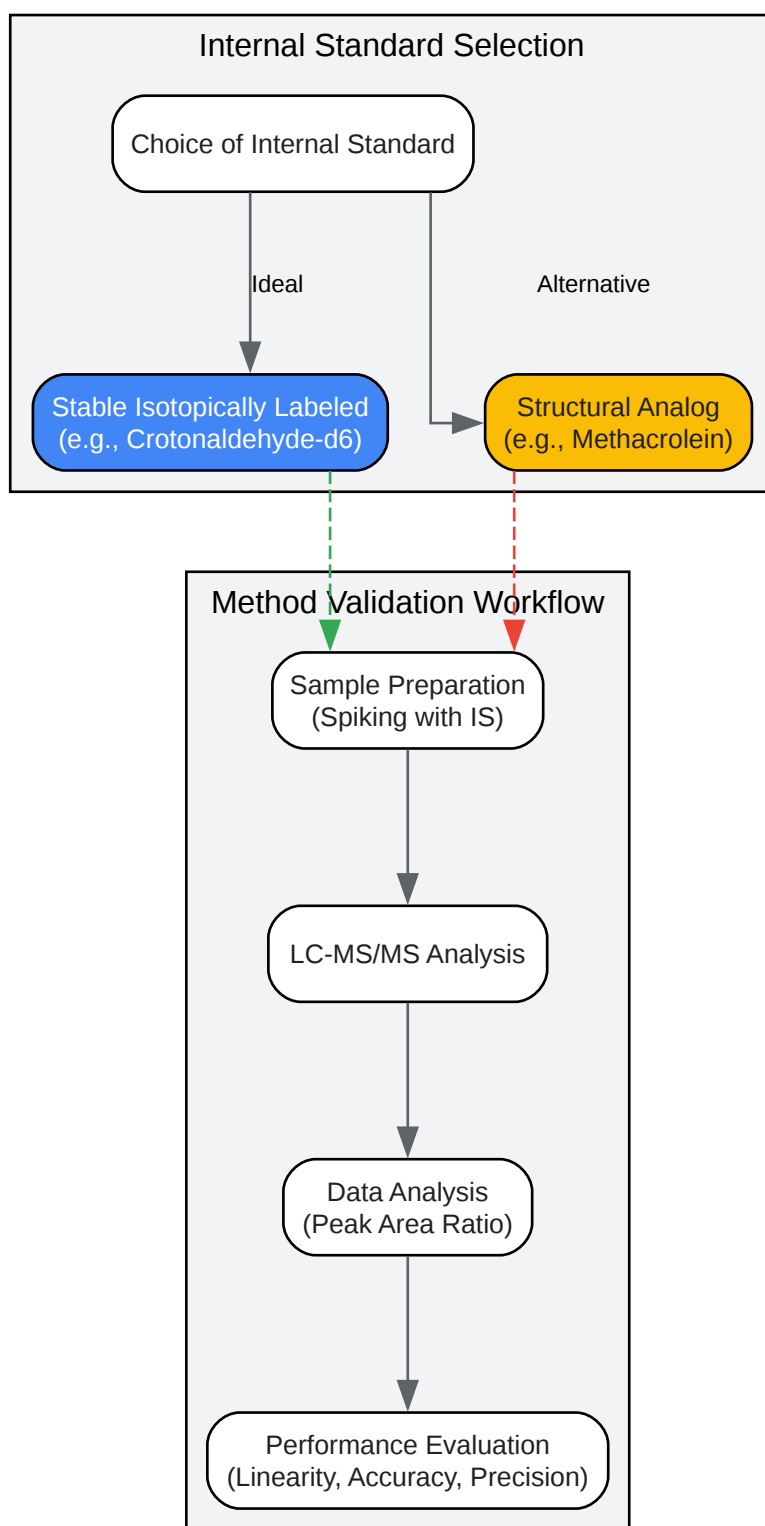 Internal Standard Selection
Choice of Internal Standard
Ideal
Alternative
Stable Isotopically Labeled
(e.g., Crotonaldehyde-d6)
Structural Analog
(e.g., Methacrolein)
Method Validation Workflow
Sample Preparation
(Spiking with IS)
LC-MS/MS Analysis
Data Analysis
(Peak Area Ratio)
Performance Evaluation
(Linearity, Accuracy, Precision)